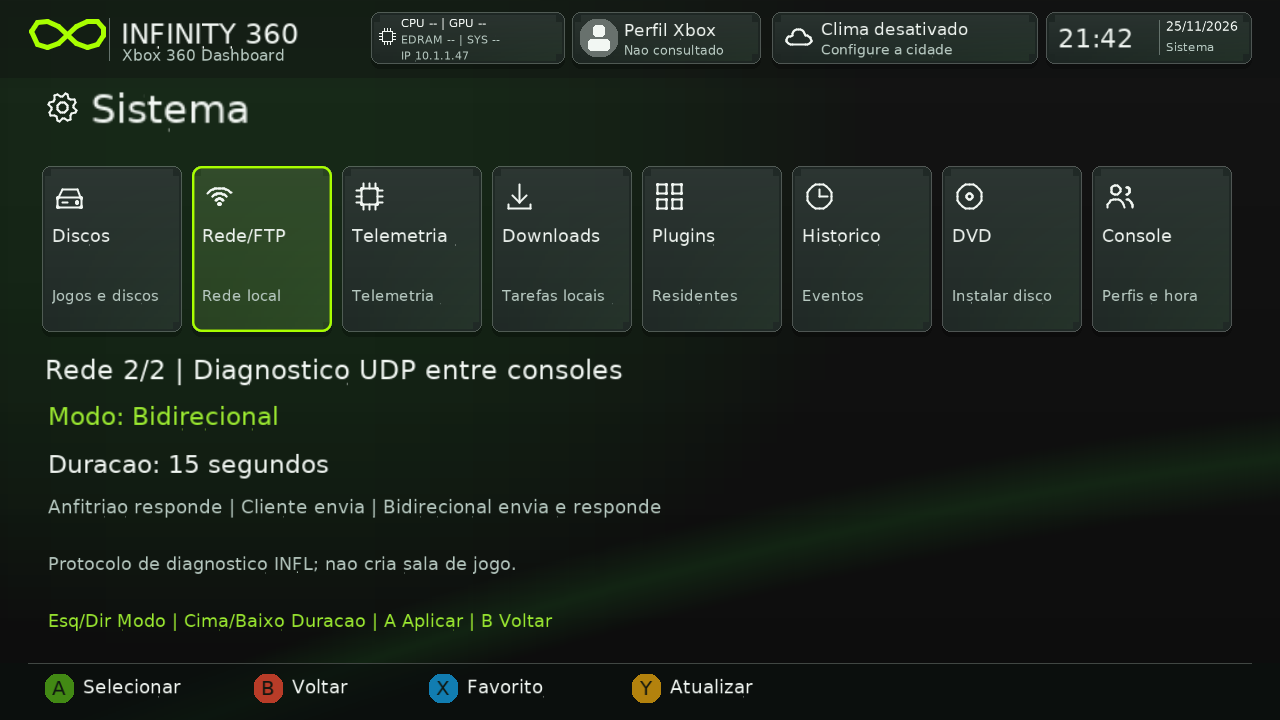 INFINITY 360
Xbox 360 Dashboard
CPU -- | GPU --
EDRAM -- | SYS --
IP 10.1.1.47
Perfil Xbox
Nao consultado
Clima desativado
Configure a cidade
21:42
25/11/2026
Sistema
Sistema
Discos
Jogos e discos
Rede/FTP
Rede local
Telemetria
Telemetria
Downloads
Tarefas locais
Plugins
Residentes
Historico
Eventos
DVD
Instalar disco
Console
Perfis e hora
Rede 2/2 | Diagnostico UDP entre consoles
Modo: Bidirecional
Duracao: 15 segundos
Anfitriao responde | Cliente envia | Bidirecional envia e responde
Protocolo de diagnostico INFL; nao cria sala de jogo.
Esq/Dir Modo | Cima/Baixo Duracao | A Aplicar | B Voltar
A Selecionar
B Voltar
X Favorito
Y Atualizar